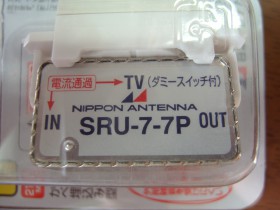 電流通過 → TV (ダミースイッチ付)
NIPPON ANTENNA
IN SRU-7-7P OUT